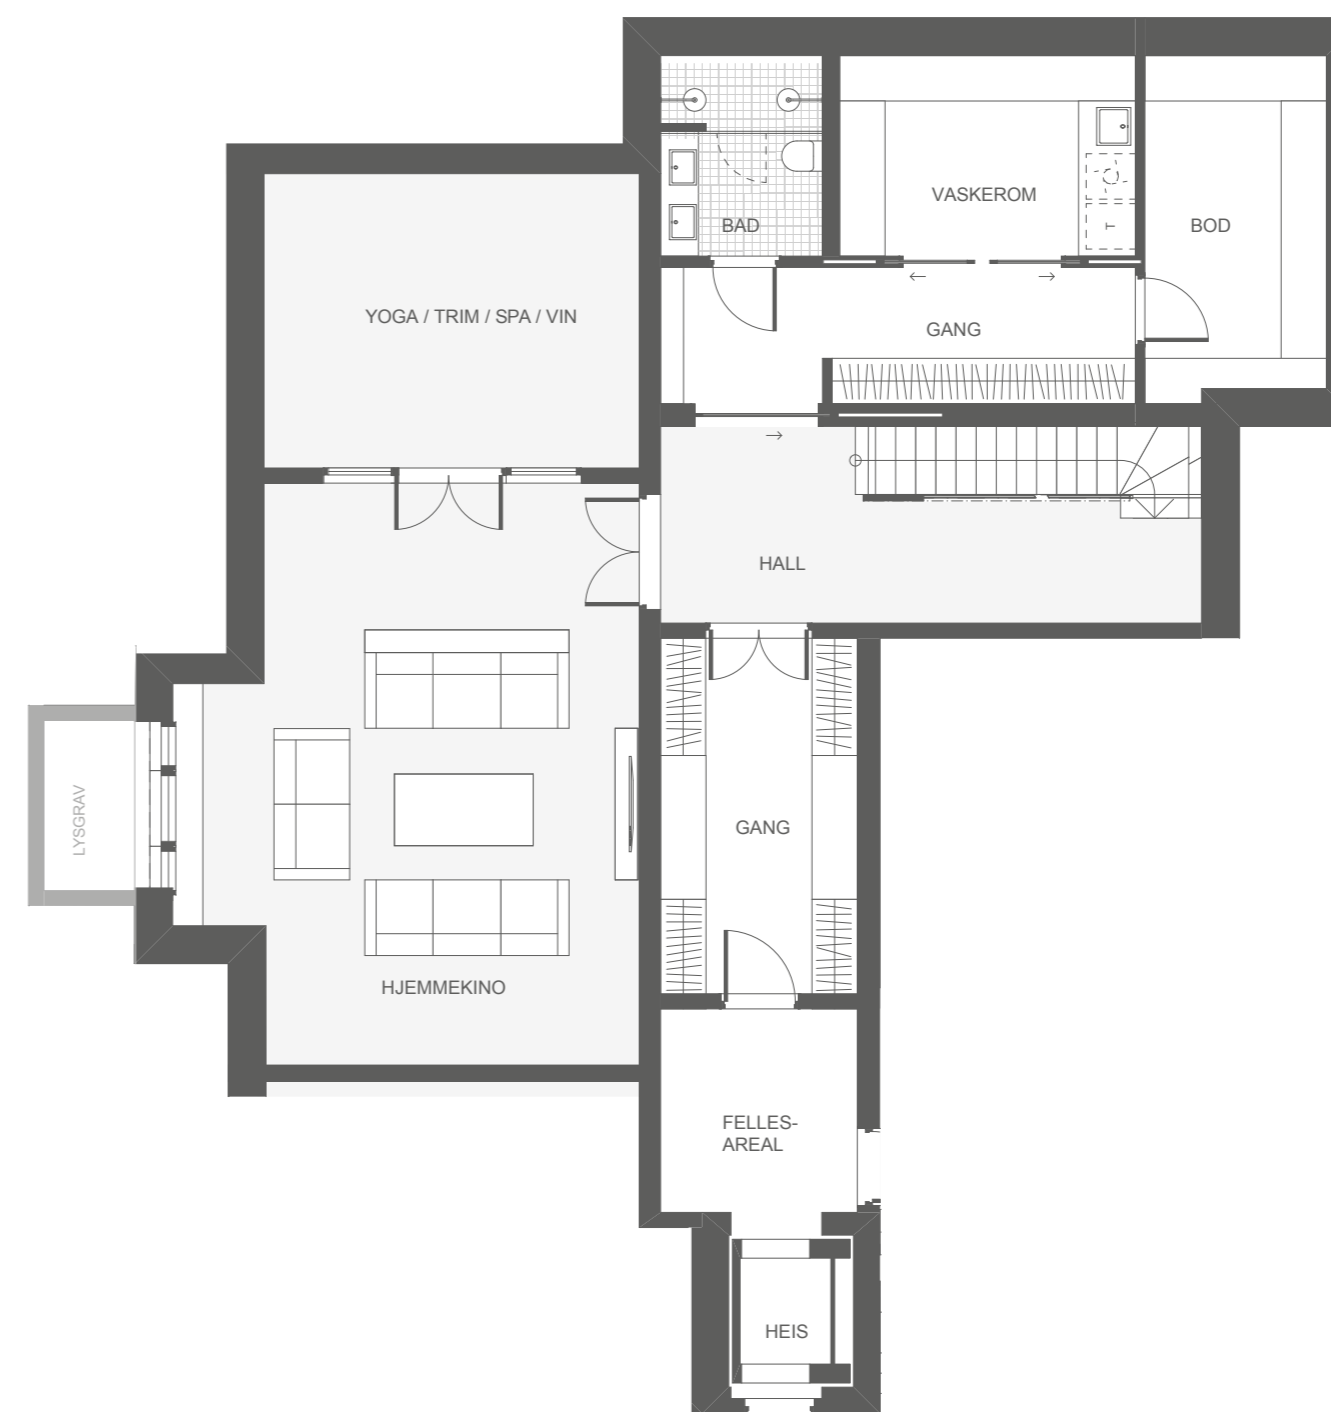 VASKEROM
BAD
BOD
YOGA / TRIM / SPA / VIN
GANG
HALL
LYSGRAV
GANG
HJEMMEKINO
FELLES-
AREAL
HEIS
T